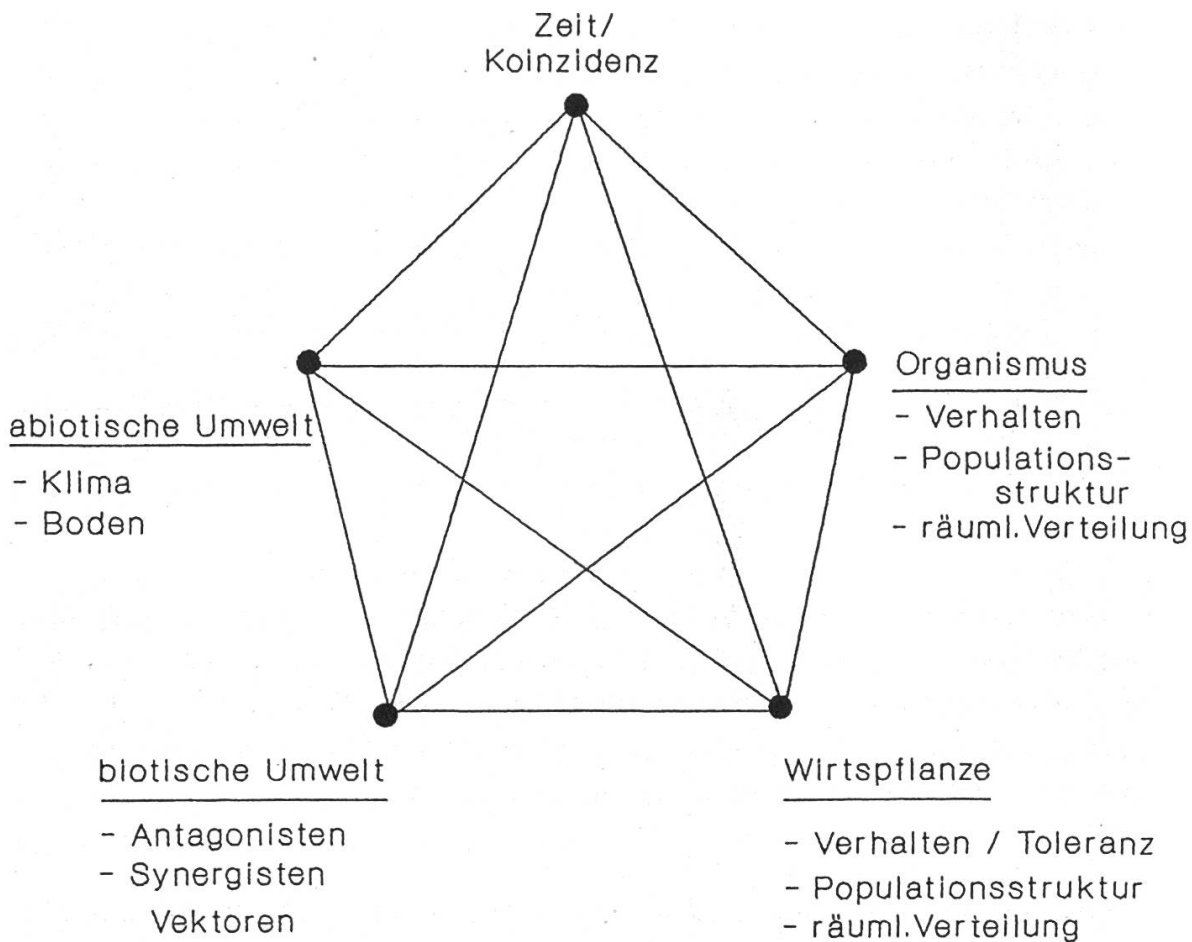 Zeit/
Koinzidenz
abiotische Umwelt
- Klima
- Boden
Organismus
- Verhalten
- Populations-
struktur
- räuml.Verteilung
biotische Umwelt
- Antagonisten
- Synergisten
Vektoren
Wirtspflanze
- Verhalten / Toleranz
- Populationsstruktur
- räuml.Verteilung